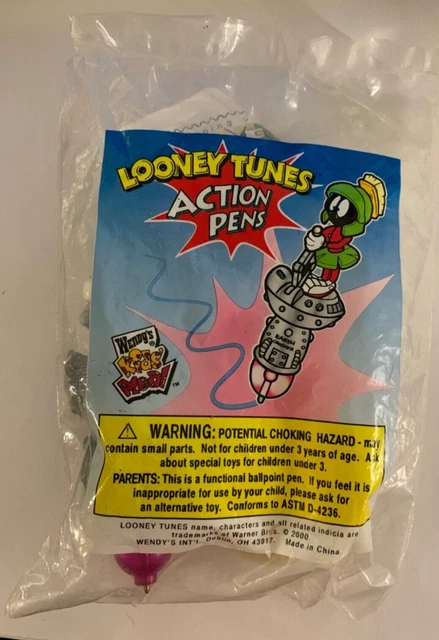 LOONEY TUNES
ACTION
PENS
EARTH
Wendy's
Kids'
Meal!™
WARNING: POTENTIAL CHOKING HAZARD - may
contain small parts. Not for children under 3 years of age. Ask
about special toys for children under 3.
PARENTS: This is a functional ballpoint pen. If you feel it is
inappropriate for use by your child, please ask for
an alternative toy. Conforms to ASTM D-4236.
LOONEY TUNES name, characters and all related indicia are
trademarks of Warner Bros. © 2000.
WENDY'S INT'L Dublin, OH 43017. Made in China